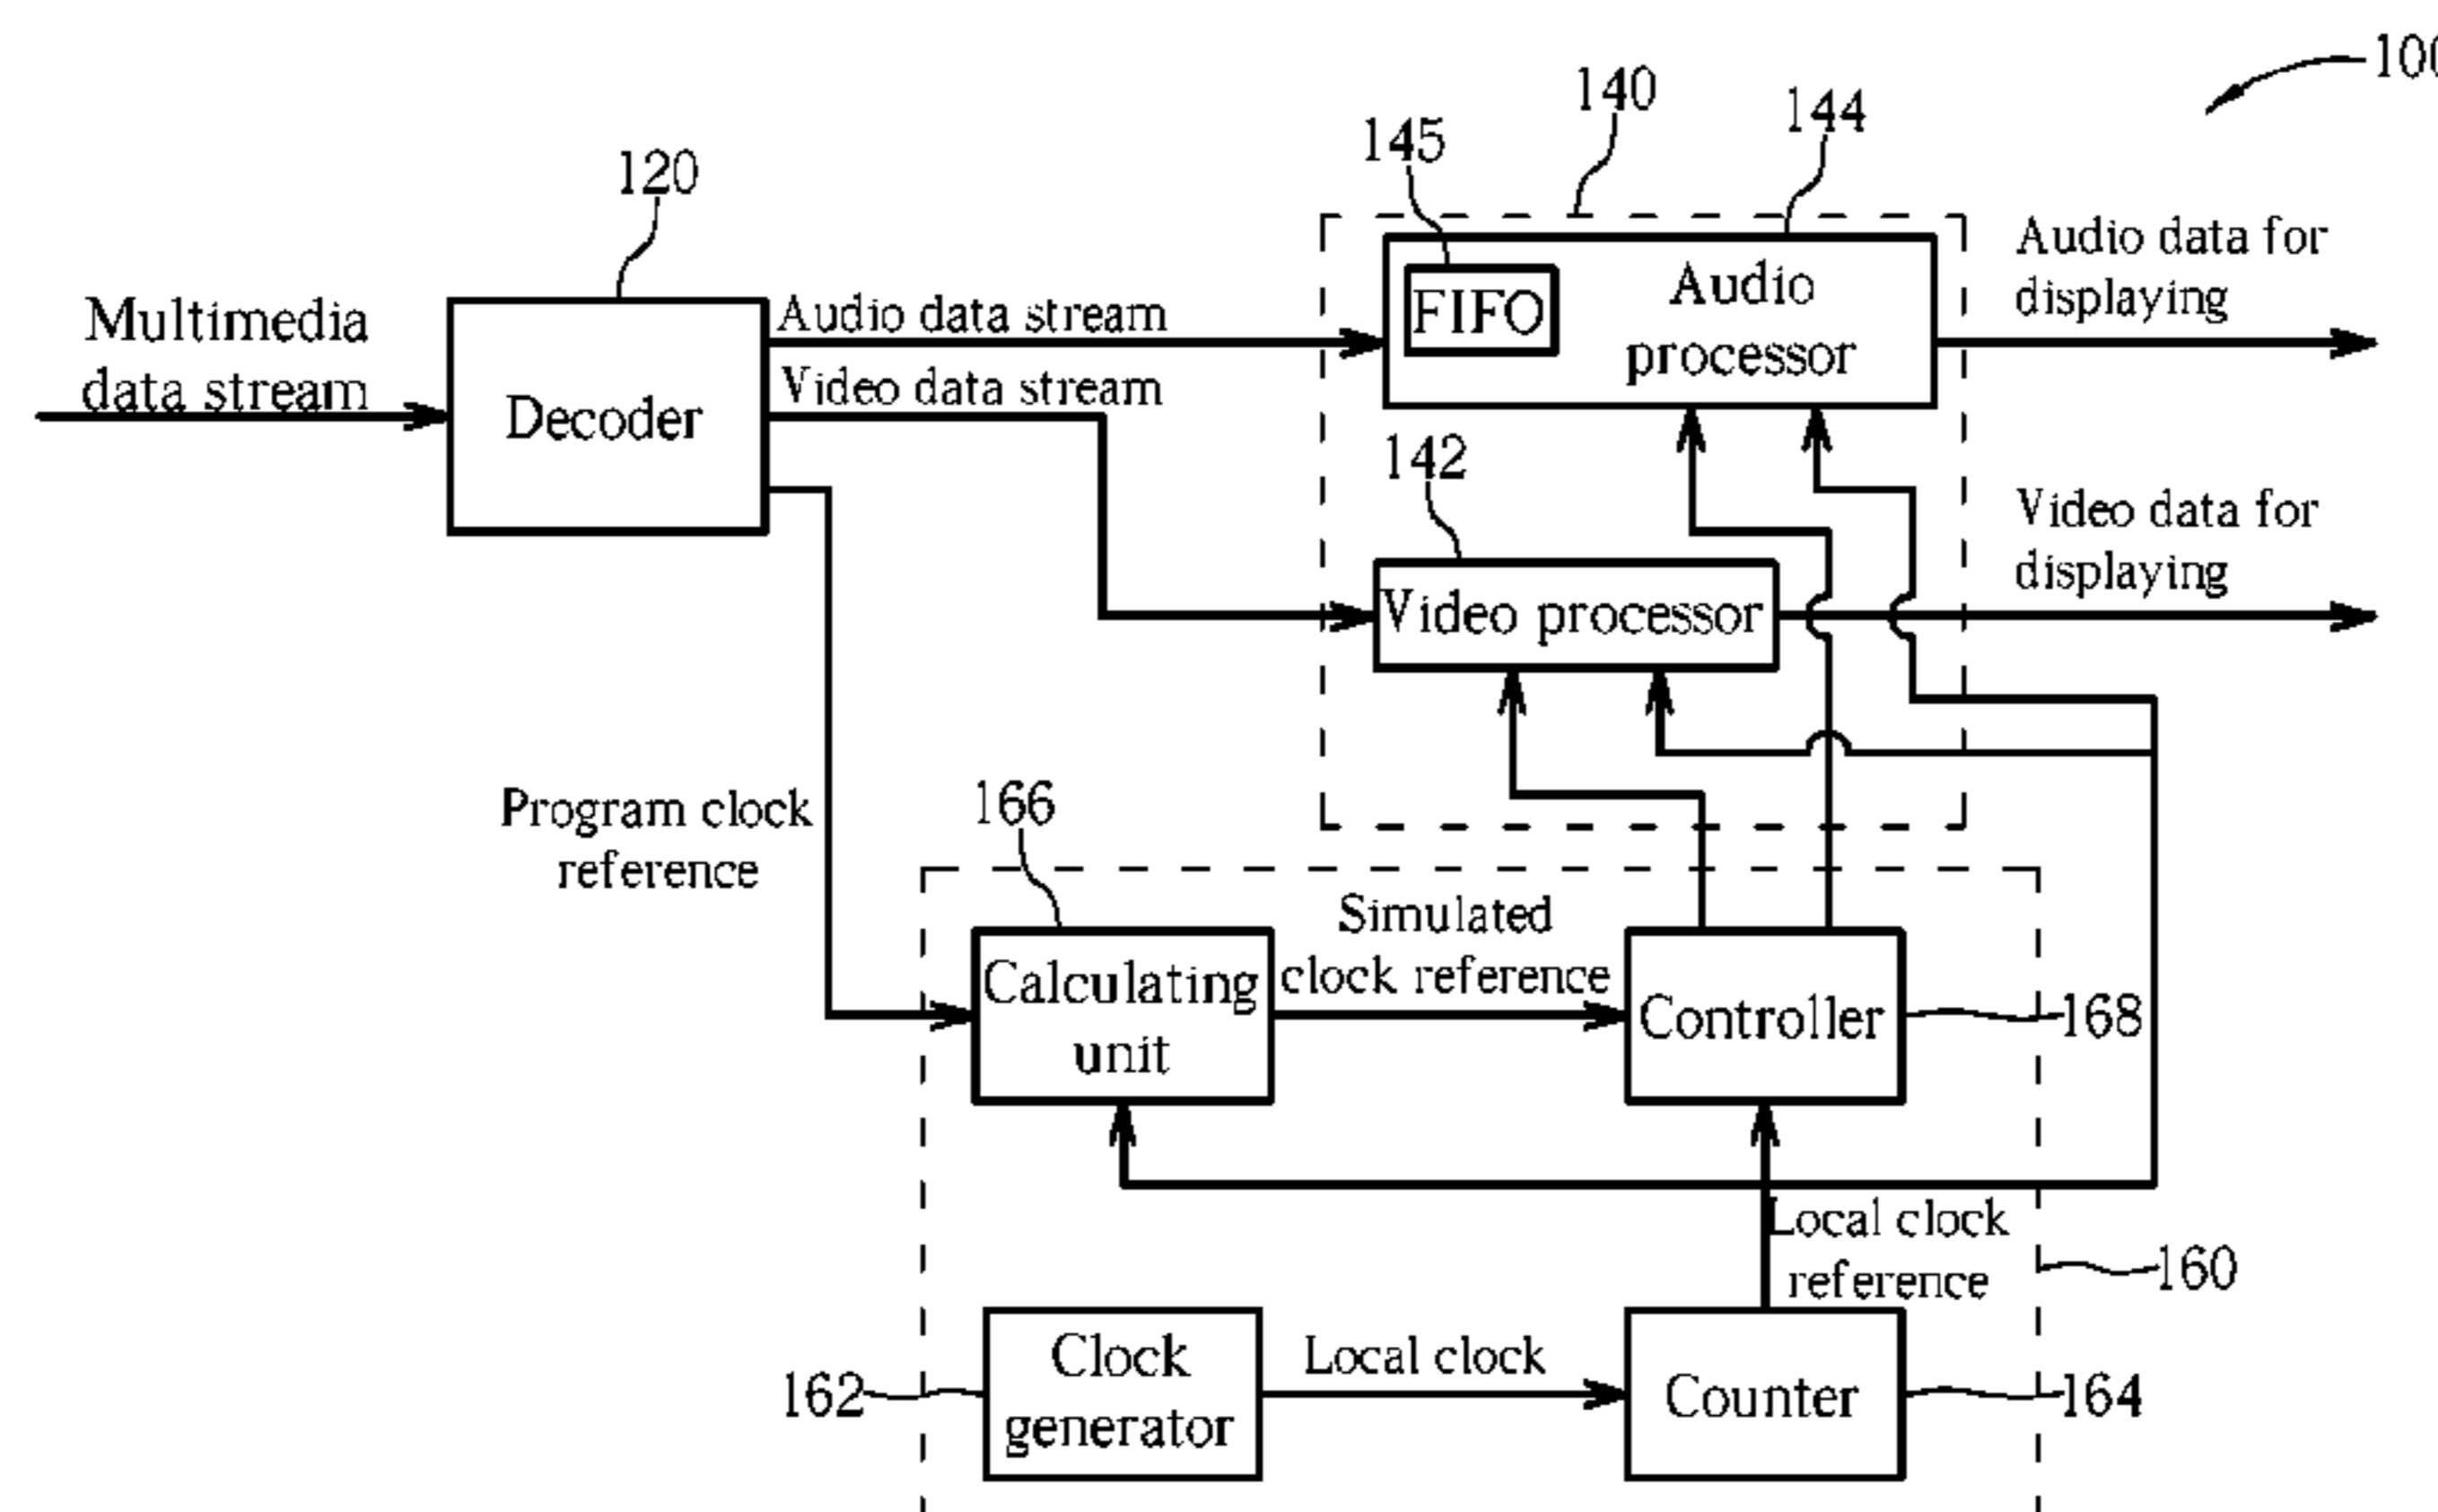 100
140
144
145
120
Audio data for
displaying
Multimedia
data stream
Audio data stream
FIFO
Audio
processor
Video data stream
Decoder
142
Video data for
displaying
Video processor
Program clock
reference
166
Simulated
clock reference
Calculating
unit
Controller
168
Local clock
reference
160
Clock
generator
Local clock
Counter
162
164